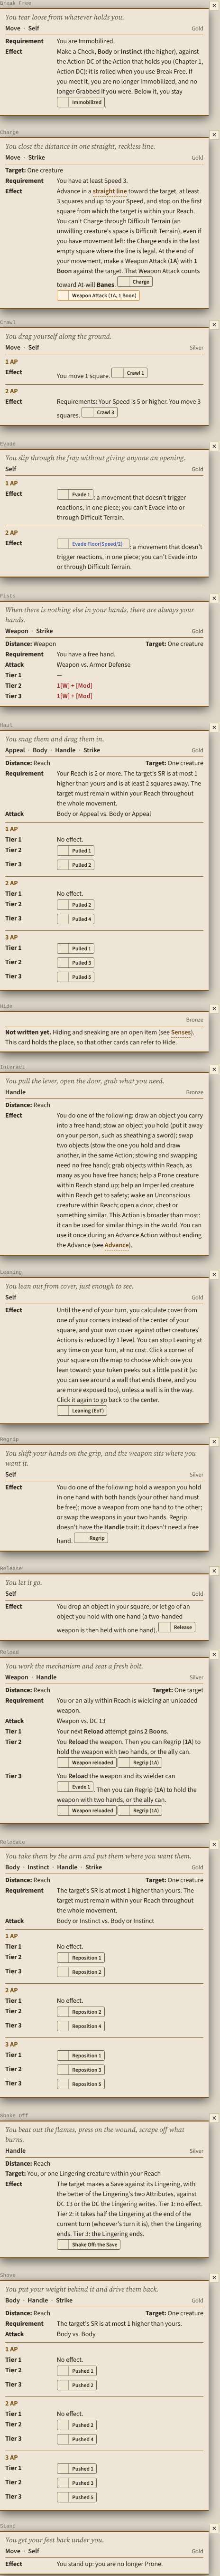 Break Free
×
You tear loose from whatever holds you.
Move · Self
Gold
Requirement You are Immobilized.
Effect Make a Check, Body or Instinct (the higher), against
the Action DC of the Action that holds you (Chapter 1,
Action DC): it is rolled when you use Break Free. If
you meet it, you are no longer Immobilized, and no
longer Grabbed if you were. Below it, you stay
Immobilized
Charge
×
You close the distance in one straight, reckless line.
Move · Strike
Gold
Target: One creature
Requirement You have at least Speed 3.
Effect Advance in a straight line toward the target, at least
3 squares and up to your Speed, and stop on the first
square from which the target is within your Reach.
You can't Charge through Difficult Terrain (an
unwilling creature's space is Difficult Terrain), even if
you have movement left: the Charge ends in the last
empty square where the line is legal. At the end of
your movement, make a Weapon Attack (1A) with 1
Boon against the target. That Weapon Attack counts
toward At-will Banes. Charge
Weapon Attack (1A, 1 Boon)
Crawl
×
You drag yourself along the ground.
Move · Self
Silver
1 AP
Effect You move 1 square. Crawl 1
2 AP
Effect Requirements: Your Speed is 5 or higher. You move 3
squares. Crawl 3
Evade
×
You slip through the fray without giving anyone an opening.
Self
Gold
1 AP
Effect Evade 1 : a movement that doesn't trigger
reactions, in one piece; you can't Evade into or
through Difficult Terrain.
2 AP
Effect Evade Floor(Speed/2) : a movement that doesn't
trigger reactions, in one piece; you can't Evade into
or through Difficult Terrain.
Fists
×
When there is nothing else in your hands, there are always your
hands.
Weapon · Strike
Gold
Distance: Weapon
Target: One creature
Requirement You have a free hand.
Attack Weapon vs. Armor Defense
Tier 1 —
Tier 2 1[W] + [Mod]
Tier 3 1[W] + [Mod]
Haul
×
You snag them and drag them in.
Appeal · Body · Handle · Strike
Gold
Distance: Reach
Target: One creature
Requirement Your Reach is 2 or more. The target's SR is at most 1
higher than yours and is at least 2 squares away. The
target must remain within your Reach throughout
the whole movement.
Attack Body or Appeal vs. Body or Appeal
1 AP
Tier 1 No effect.
Tier 2 Pulled 1
Tier 3 Pulled 2
2 AP
Tier 1 No effect.
Tier 2 Pulled 2
Tier 3 Pulled 4
3 AP
Tier 1 Pulled 1
Tier 2 Pulled 3
Tier 3 Pulled 5
Hide
×
Bronze
Not written yet. Hiding and sneaking are an open item (see Senses).
This card holds the place, so that other cards can refer to Hide.
Interact
×
You pull the lever, open the door, grab what you need.
Handle
Bronze
Distance: Reach
Effect You do one of the following: draw an object you carry
into a free hand; stow an object you hold (put it away
on your person, such as sheathing a sword); swap
two objects (stow one you hold and draw
another, in the same Action; stowing and swapping
need no free hand); grab objects within Reach, as
many as your free hands; help a Prone creature
within Reach stand up; help an Imperiled creature
within Reach get to safety; wake an Unconscious
creature within Reach; open a door, chest or
something similar. This Action is broader than most:
it can be used to do similar things in the world. You can
use it once during an Advance Action without ending
the Advance (see Advance).
Leaning
×
You lean out from cover, just enough to see.
Self
Gold
Effect Until the end of your turn, you calculate cover from
one of your corners instead of the center of your
square, and your own cover against other creatures'
Actions is reduced by 1 level. You can stop Leaning at
any time on your turn, at no cost. Click a corner of
your square on the map to choose which one you
lean toward: your token peeks out a little past it (so
you can see around a wall that ends there, and you
are more exposed too), unless a wall is in the way.
Click it again to go back to the center.
Leaning (EoT)
Regrip
×
You shift your hands on the grip, and the weapon sits where you
want it.
Self
Silver
Effect You do one of the following: hold a weapon you hold
in one hand with both hands (your other hand must
be free); move a weapon from one hand to the other;
or swap the weapons in your two hands. Regrip
doesn't have the Handle trait: it doesn't need a free
hand. Regrip
Release
×
You let it go.
Self
Gold
Effect You drop an object in your square, or let go of an
object you hold with one hand (a two-handed
weapon is then held with one hand). Release
Reload
×
You work the mechanism and seat a fresh bolt.
Weapon · Handle
Silver
Distance: Reach
Target: One target
Requirement You or an ally within Reach is wielding an unloaded
weapon.
Attack Weapon vs. DC 13
Tier 1 Your next Reload attempt gains 2 Boons.
Tier 2 You Reload the weapon. Then you can Regrip (1A) to
hold the weapon with two hands, or the ally can.
Weapon reloaded Regrip (1A)
Tier 3 You Reload the weapon and its wielder can
Evade 1 . Then you can Regrip (1A) to hold the
weapon with two hands, or the ally can.
Weapon reloaded Regrip (1A)
Relocate
×
You take them by the arm and put them where you want them.
Body · Instinct · Handle · Strike
Gold
Distance: Reach
Target: One creature
Requirement The target's SR is at most 1 higher than yours. The
target must remain within your Reach throughout
the whole movement.
Attack Body or Instinct vs. Body or Instinct
1 AP
Tier 1 No effect.
Tier 2 Reposition 1
Tier 3 Reposition 2
2 AP
Tier 1 No effect.
Tier 2 Reposition 2
Tier 3 Reposition 4
3 AP
Tier 1 Reposition 1
Tier 2 Reposition 3
Tier 3 Reposition 5
Shake Off
×
You beat out the flames, press on the wound, scrape off what
burns.
Handle
Silver
Distance: Reach
Target: You, or one Lingering creature within your Reach
Effect The target makes a Save against its Lingering, with
the better of the Lingering's two Attributes, against
DC 13 or the DC the Lingering writes. Tier 1: no effect.
Tier 2: it takes half the Lingering at the end of the
current turn (whoever's turn it is), then the Lingering
ends. Tier 3: the Lingering ends.
Shake Off: the Save
Shove
×
You put your weight behind it and drive them back.
Body · Handle · Strike
Gold
Distance: Reach
Target: One creature
Requirement The target's SR is at most 1 higher than yours.
Attack Body vs. Body
1 AP
Tier 1 No effect.
Tier 2 Pushed 1
Tier 3 Pushed 2
2 AP
Tier 1 No effect.
Tier 2 Pushed 2
Tier 3 Pushed 4
3 AP
Tier 1 Pushed 1
Tier 2 Pushed 3
Tier 3 Pushed 5
Stand
×
You get your feet back under you.
Move · Self
Gold
Effect You stand up: you are no longer Prone.